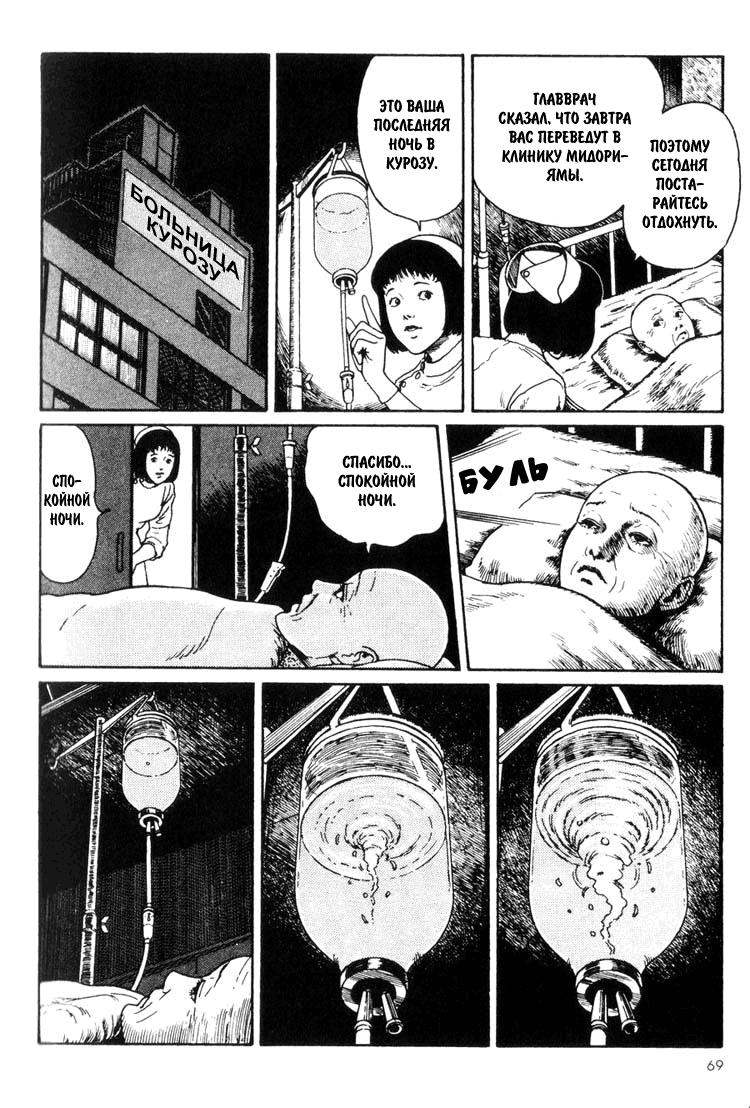 БОЛЬНИЦА
КУРОЗУ
ЭТО ВАША
ПОСЛЕДНЯЯ
НОЧЬ В
КУРОЗУ.
ГЛАВВРАЧ
СКАЗАЛ, ЧТО ЗАВТРА
ВАС ПЕРЕВЕДУТ В
КЛИНИКУ МИДОРИ-
ЯМЫ.
ПОЭТОМУ
СЕГОДНЯ
ПОСТА-
РАЙТЕСЬ
ОТДОХНУТЬ.
СПО-
КОЙНОЙ
НОЧИ.
СПАСИБО...
СПОКОЙНОЙ
НОЧИ.
БУЛЬ
69